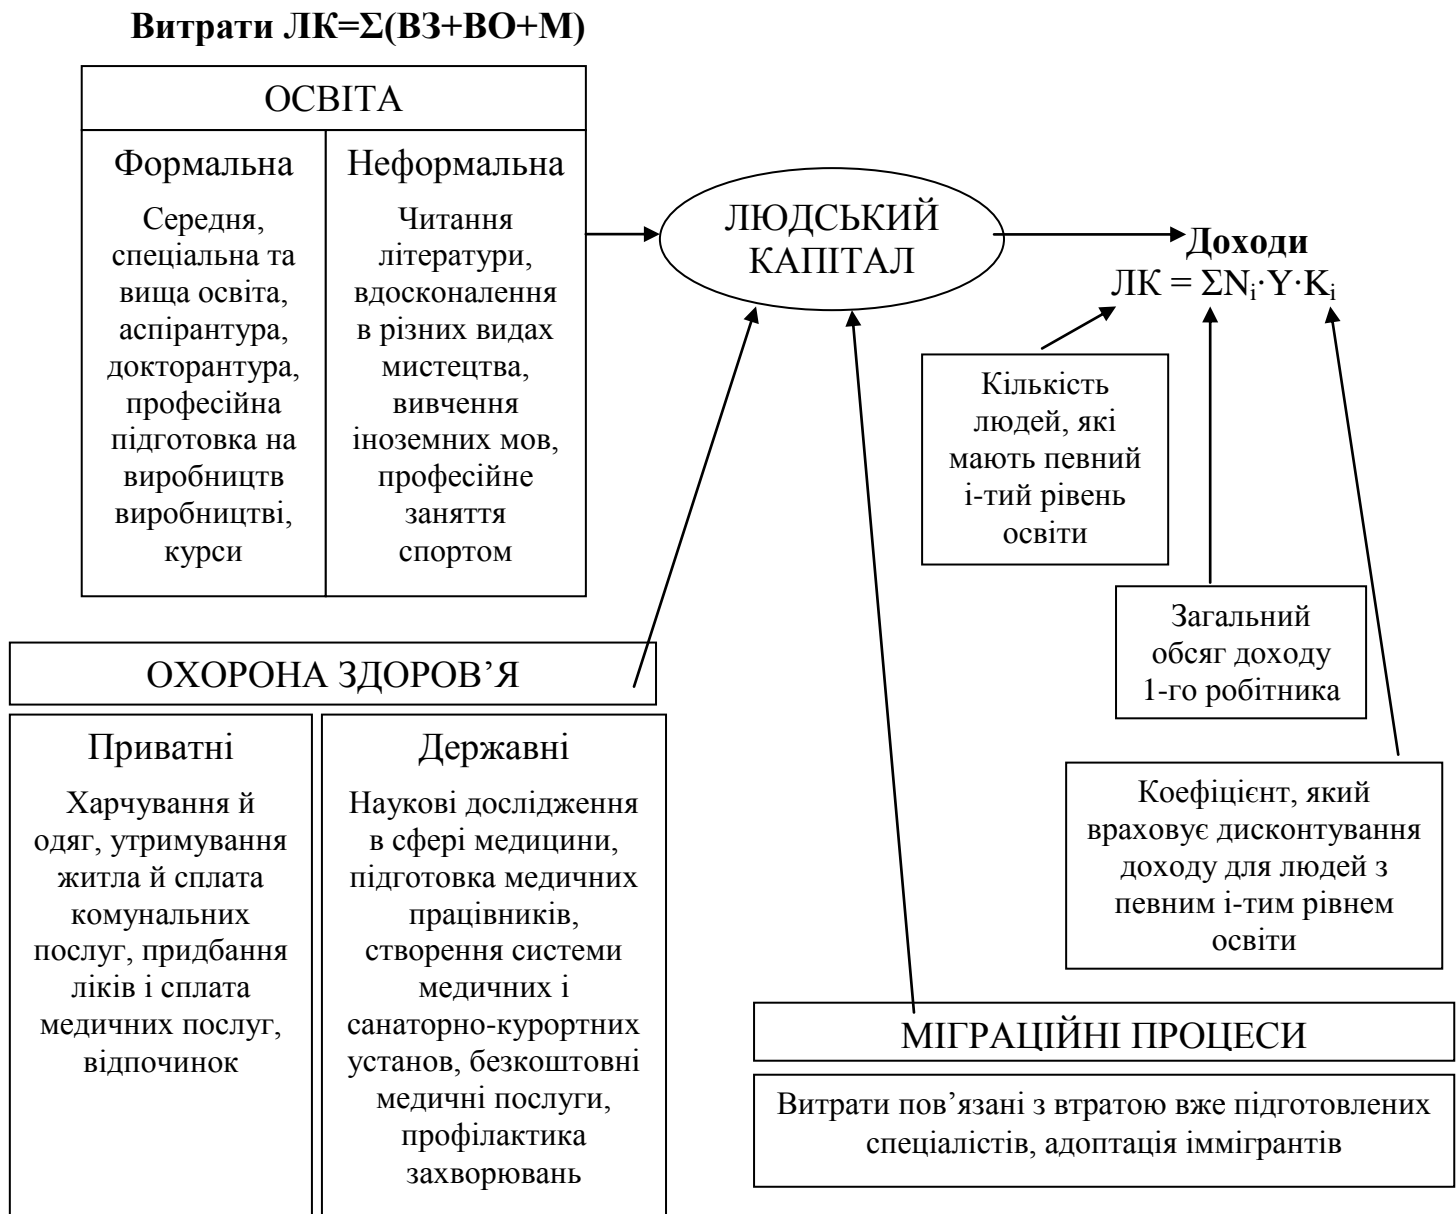 Витрати ЛК=Σ(ВЗ+ВО+М)
ОСВІТА
Формальна
Середня,
спеціальна та
вища освіта,
аспірантура,
докторантура,
професійна
підготовка на
виробництв
виробництві,
курси
Неформальна
Читання
літератури,
вдосконалення
в різних видах
мистецтва,
вивчення
іноземних мов,
професійне
заняття
спортом
ЛЮДСЬКИЙ
КАПІТАЛ
Доходи
ЛК = ΣNᵢ·Y·Kᵢ
Кількість
людей, які
мають певний
і-тий рівень
освіти
Загальний
обсяг доходу
1-го робітника
Коефіцієнт, який
враховує дисконтування
доходу для людей з
певним і-тим рівнем
освіти
ОХОРОНА ЗДОРОВ’Я
Приватні
Харчування й
одяг, утримування
житла й сплата
комунальних
послуг, придбання
ліків і сплата
медичних послуг,
відпочинок
Державні
Наукові дослідження
в сфері медицини,
підготовка медичних
працівників,
створення системи
медичних і
санаторно-курортних
установ, безкоштовні
медичні послуги,
профілактика
захворювань
МІГРАЦІЙНІ ПРОЦЕСИ
Витрати пов’язані з втратою вже підготовлених
спеціалістів, адоптація іммігрантів